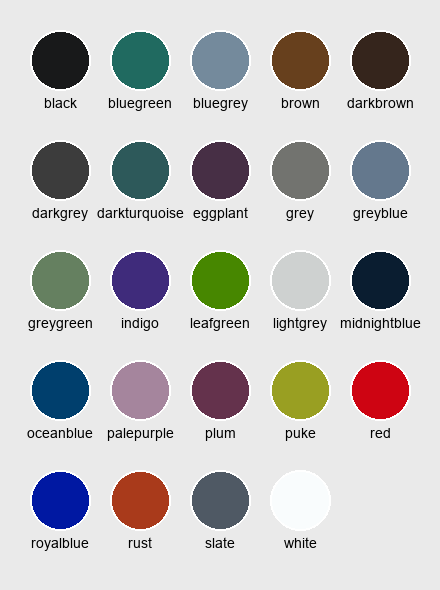 black bluegreen bluegrey brown darkbrown
darkgrey darkturquoise eggplant grey greyblue
greygreen indigo leafgreen lightgrey midnightblue
oceanblue palepurple plum puke red
royalblue rust slate white